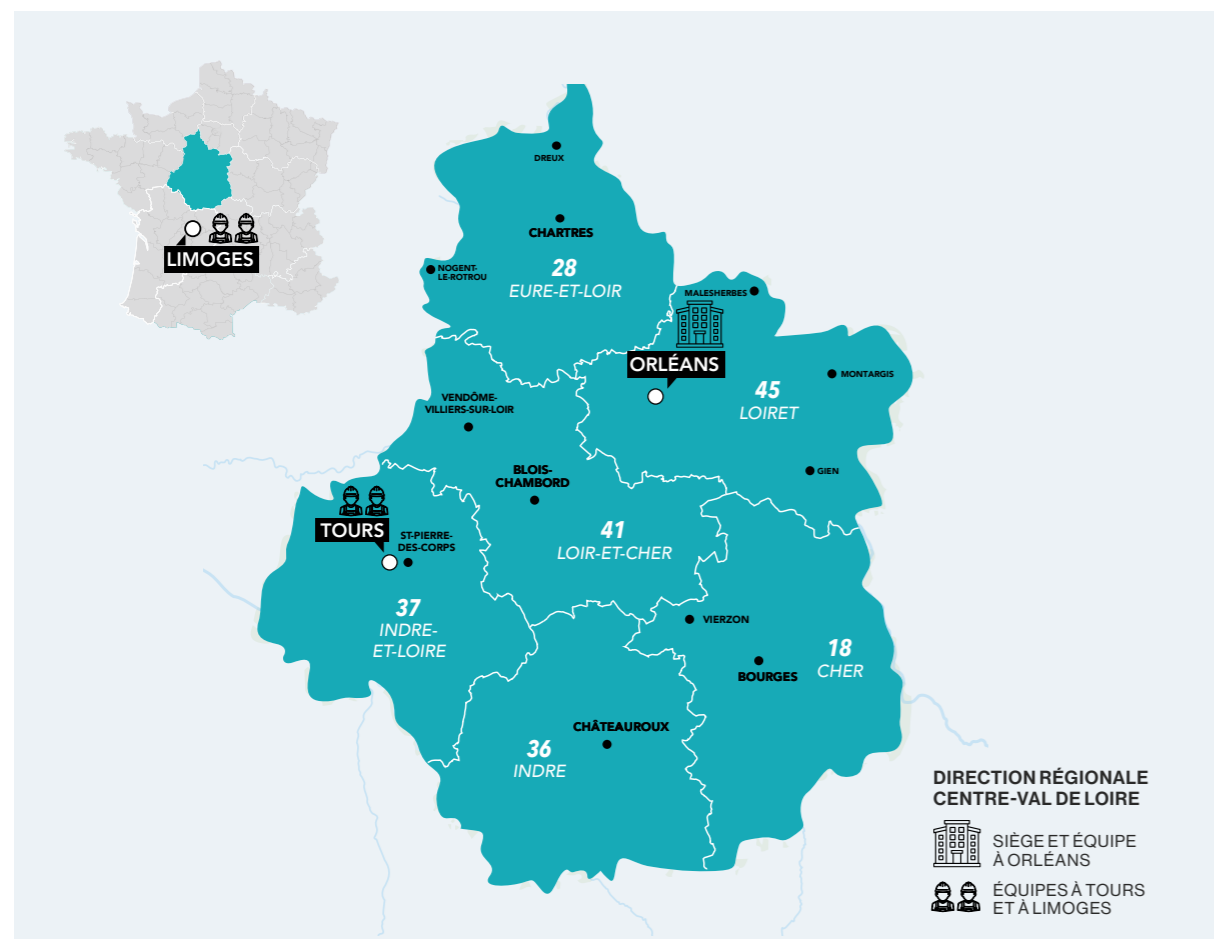 LIMOGES
DREUX
CHARTRES
28
EURE-ET-LOIR
NOGENT-
LE-ROTROU
MALESHERBES
ORLÉANS
45
LOIRET
MONTARGIS
GIEN
VENDÔME-
VILLIERS-SUR-LOIR
BLOIS-
CHAMBORD
41
LOIR-ET-CHER
TOURS
ST-PIERRE-
DES-CORPS
37
INDRE-
ET-LOIRE
VIERZON
BOURGES
18
CHER
CHÂTEAUROUX
36
INDRE
DIRECTION RÉGIONALE
CENTRE-VAL DE LOIRE
SIÈGE ET ÉQUIPE
À ORLÉANS
ÉQUIPES À TOURS
ET À LIMOGES